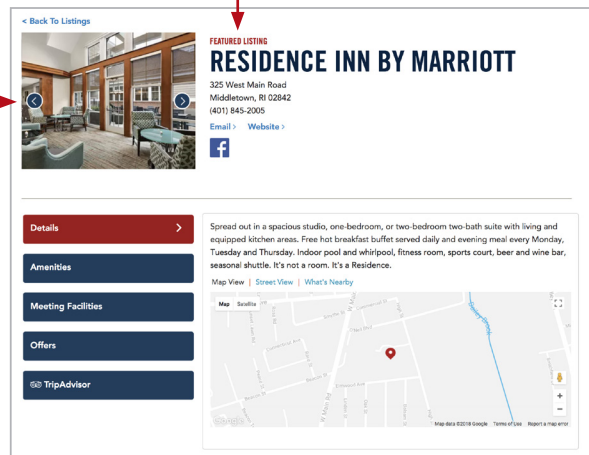 < Back To Listings
FEATURED LISTING
RESIDENCE INN BY MARRIOTT
325 West Main Road
Middletown, RI 02842
(401) 845-2005
Email > Website >
Details
Amenities
Meeting Facilities
Offers
TripAdvisor
Spread out in a spacious studio, one-bedroom, or two-bedroom two-bath suite with living and
equipped kitchen areas. Free hot breakfast buffet served daily and evening meal every Monday,
Tuesday and Thursday. Indoor pool and whirlpool, fitness room, sports court, beer and wine bar,
seasonal shuttle. It's not a room. It's a Residence.
Map View | Street View | What's Nearby
Map Satellite
W Main Rd
Map data ©2018 Google Terms of Use Report a map error